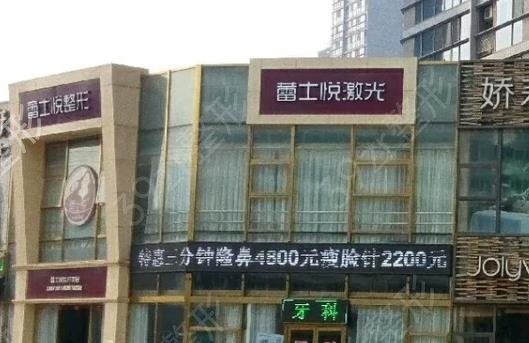 蕾士悦整形
蕾士悦激光
娇
特惠三分钟隆鼻4800元瘦脸针2200元
Jolyv
牙科